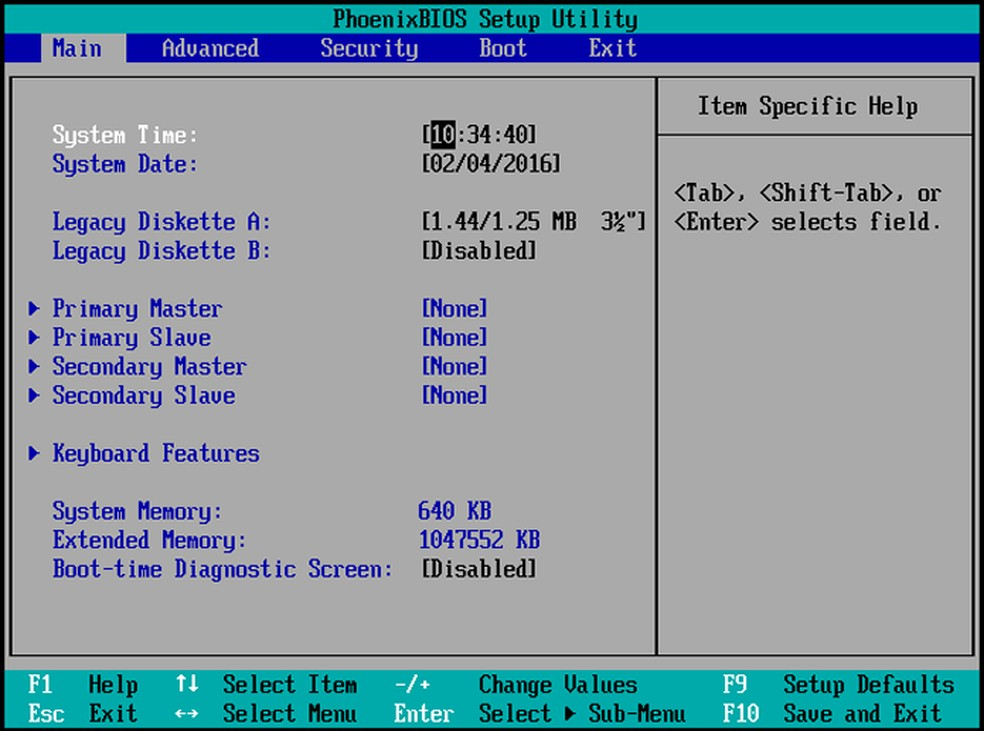 PhoenixBIOS Setup Utility
Main Advanced Security Boot Exit
Item Specific Help
System Time: [10:34:40]
System Date: [02/04/2016]
<Tab>, <Shift-Tab>, or
<Enter> selects field.
Legacy Diskette A: [1.44/1.25 MB 3½"]
Legacy Diskette B: [Disabled]
▶ Primary Master [None]
▶ Primary Slave [None]
▶ Secondary Master [None]
▶ Secondary Slave [None]
▶ Keyboard Features
System Memory: 640 KB
Extended Memory: 1047552 KB
Boot-time Diagnostic Screen: [Disabled]
F1 Help ↑↓ Select Item -/+ Change Values F9 Setup Defaults
Esc Exit ↔ Select Menu Enter Select ▶ Sub-Menu F10 Save and Exit